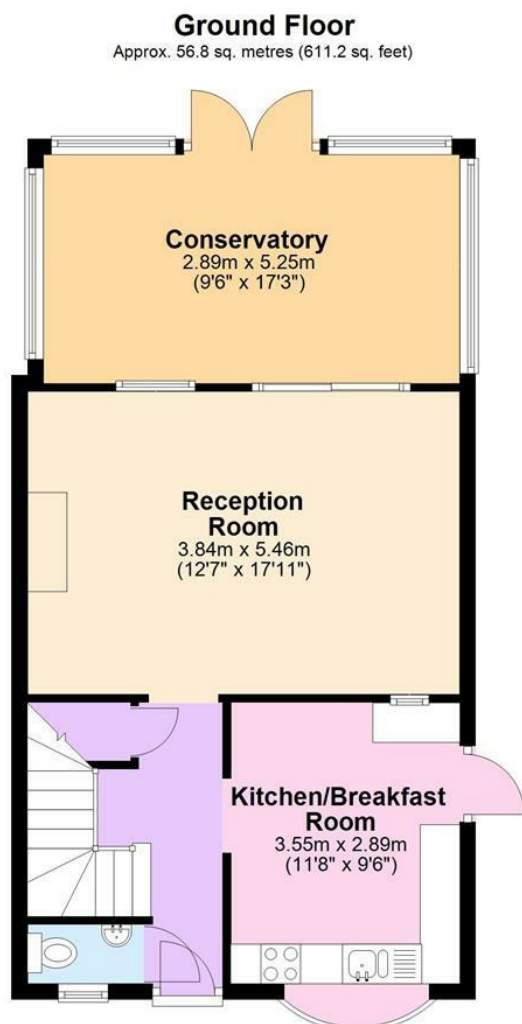 Ground Floor
Approx. 56.8 sq. metres (611.2 sq. feet)
Conservatory
2.89m x 5.25m
(9'6" x 17'3")
Reception
Room
3.84m x 5.46m
(12'7" x 17'11")
Kitchen/Breakfast
Room
3.55m x 2.89m
(11'8" x 9'6")